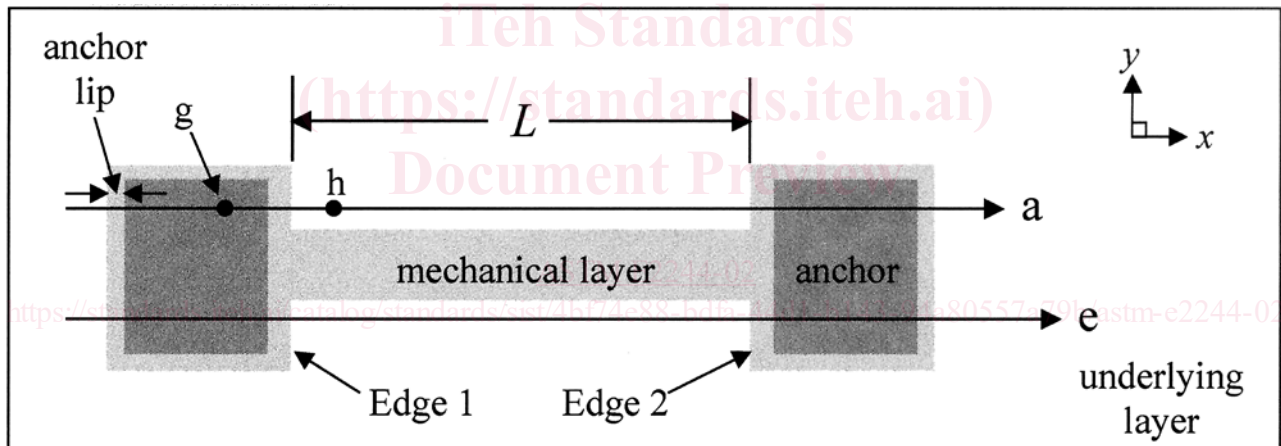 iTeh Standards
(https://standards.iteh.ai)
Document Preview
anchor
lip
g
h
L
y
x
a
mechanical layer
anchor
e
Edge 1
Edge 2
underlying
layer